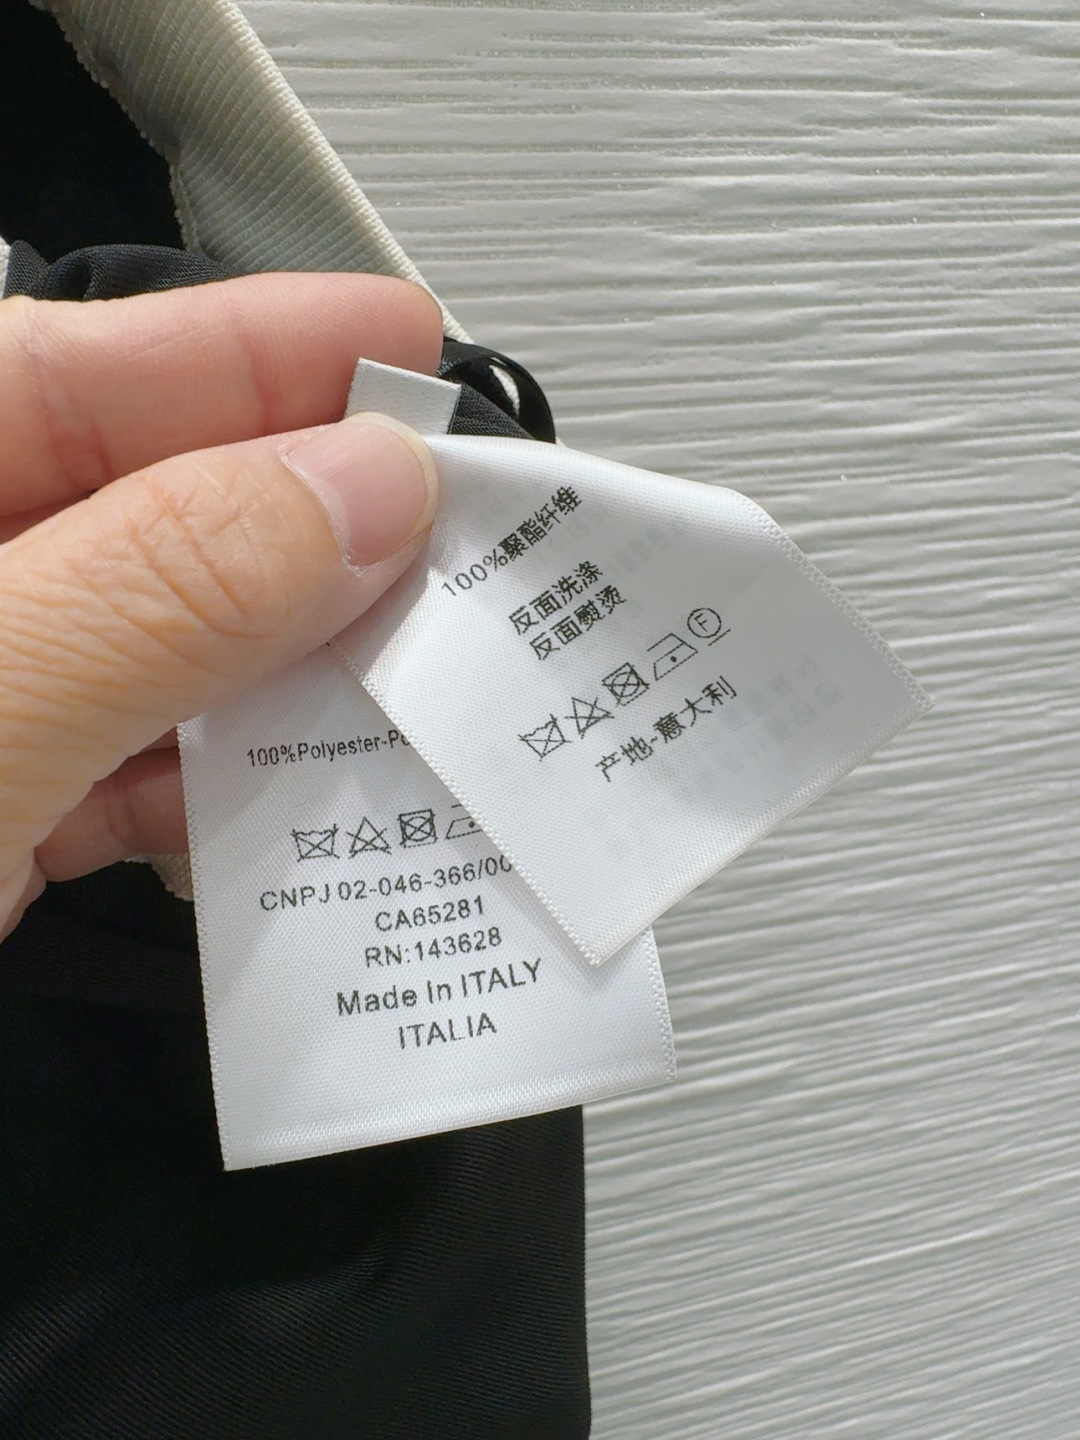 100%聚酯纤维
反面洗涤
反面熨烫
F
产地-意大利
100%Polyester-Po
CNPJ 02-046-366/00
CA65281
RN:143628
Made In ITALY
ITALIA